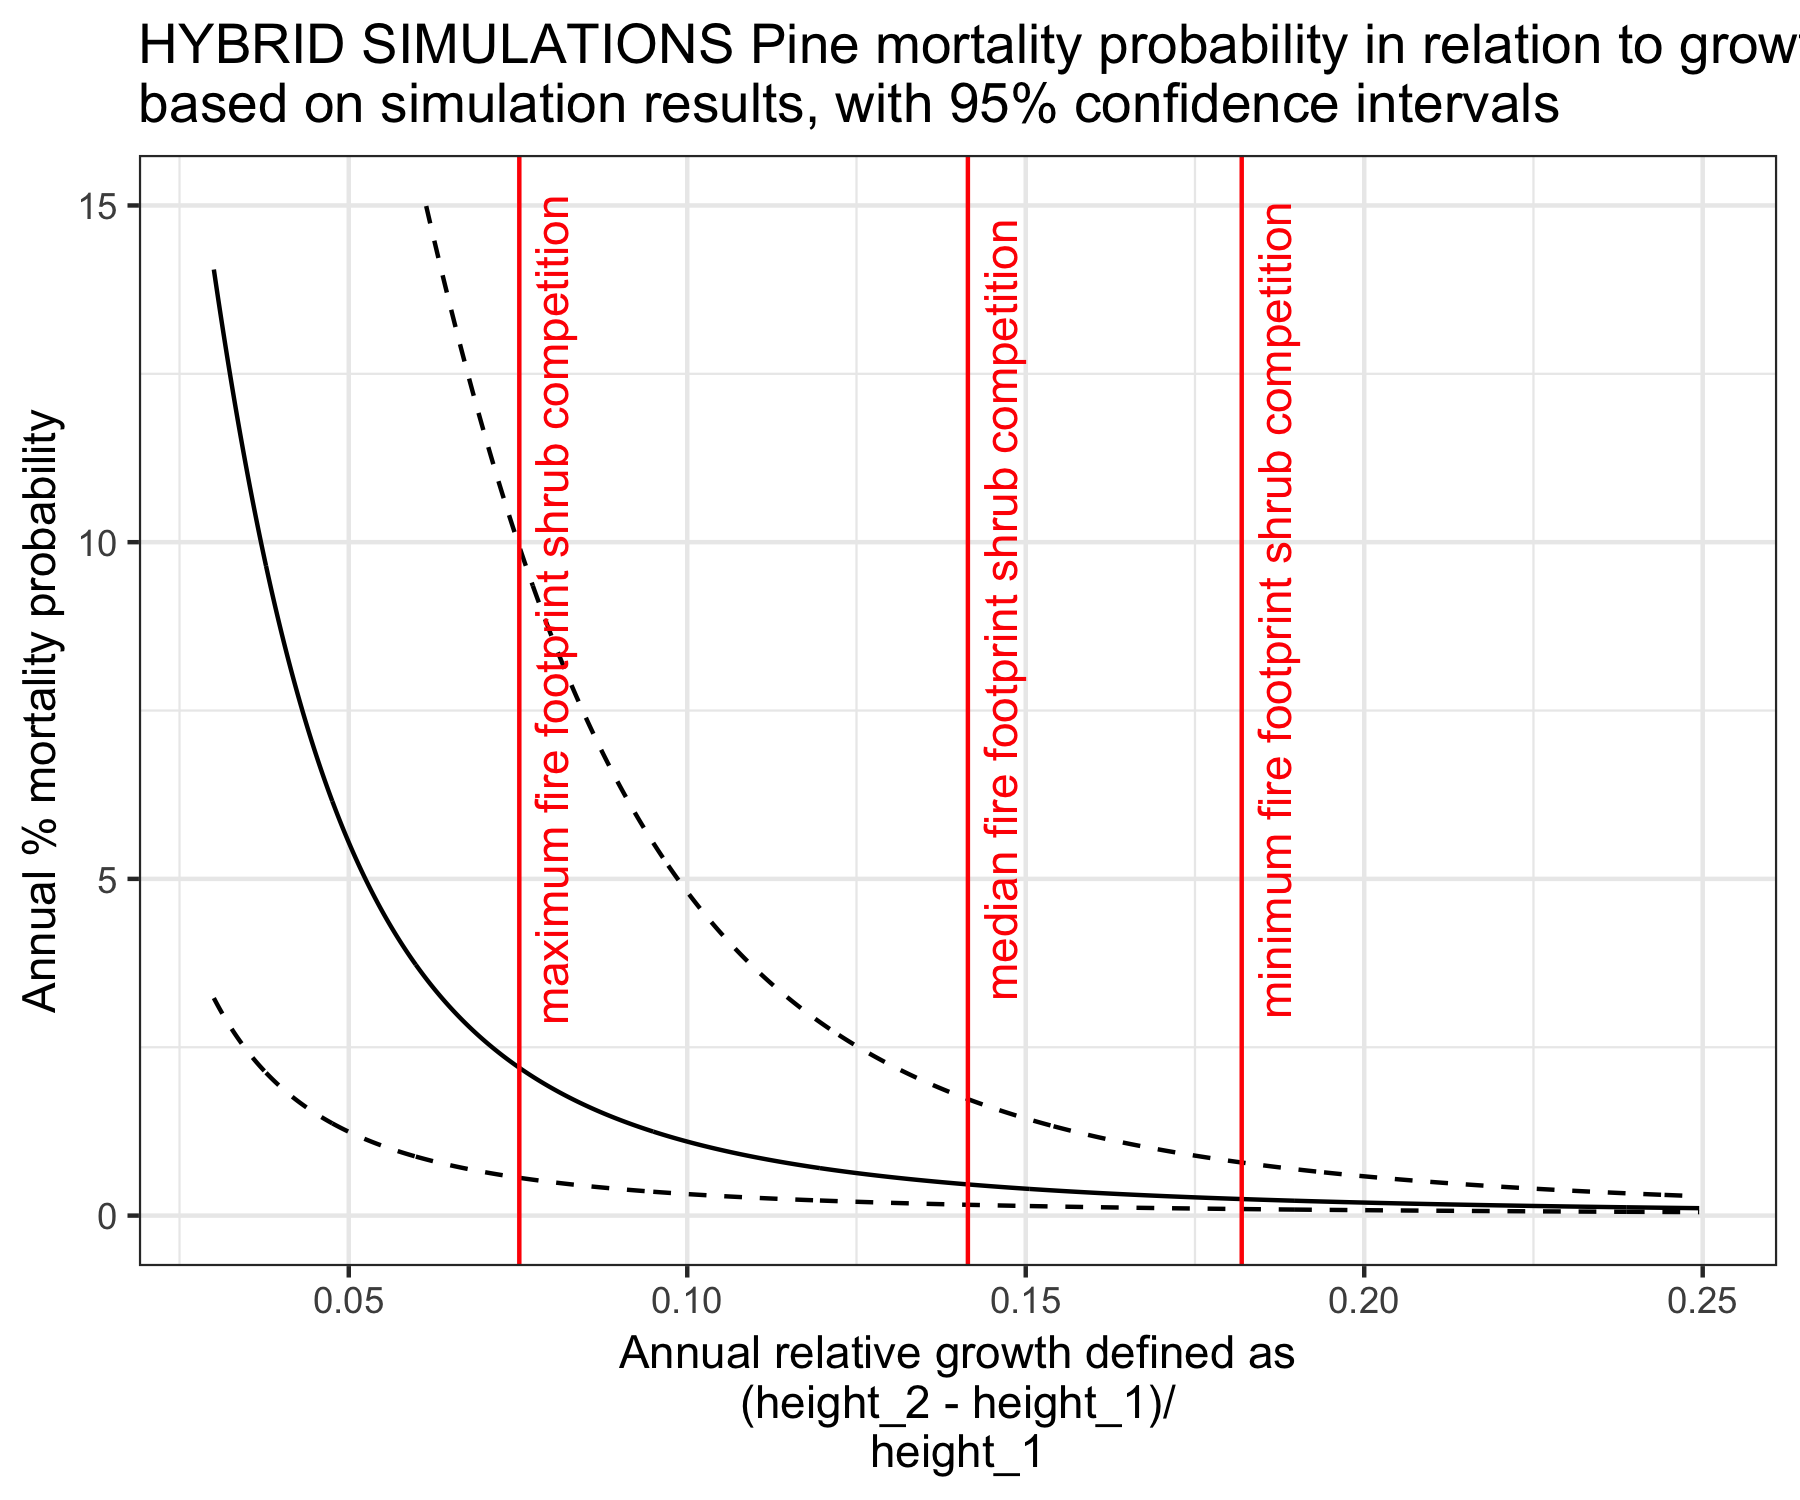 HYBRID SIMULATIONS Pine mortality probability in relation to
based on simulation results, with 95% confidence intervals
15
10
5
0
Annual % mortality probability
maximum fire footprint shrub competition
median fire footprint shrub competition
minimum fire footprint shrub competition
0.05
0.10
0.15
0.20
0.25
Annual relative growth defined as
(height_2 - height_1)/
height_1